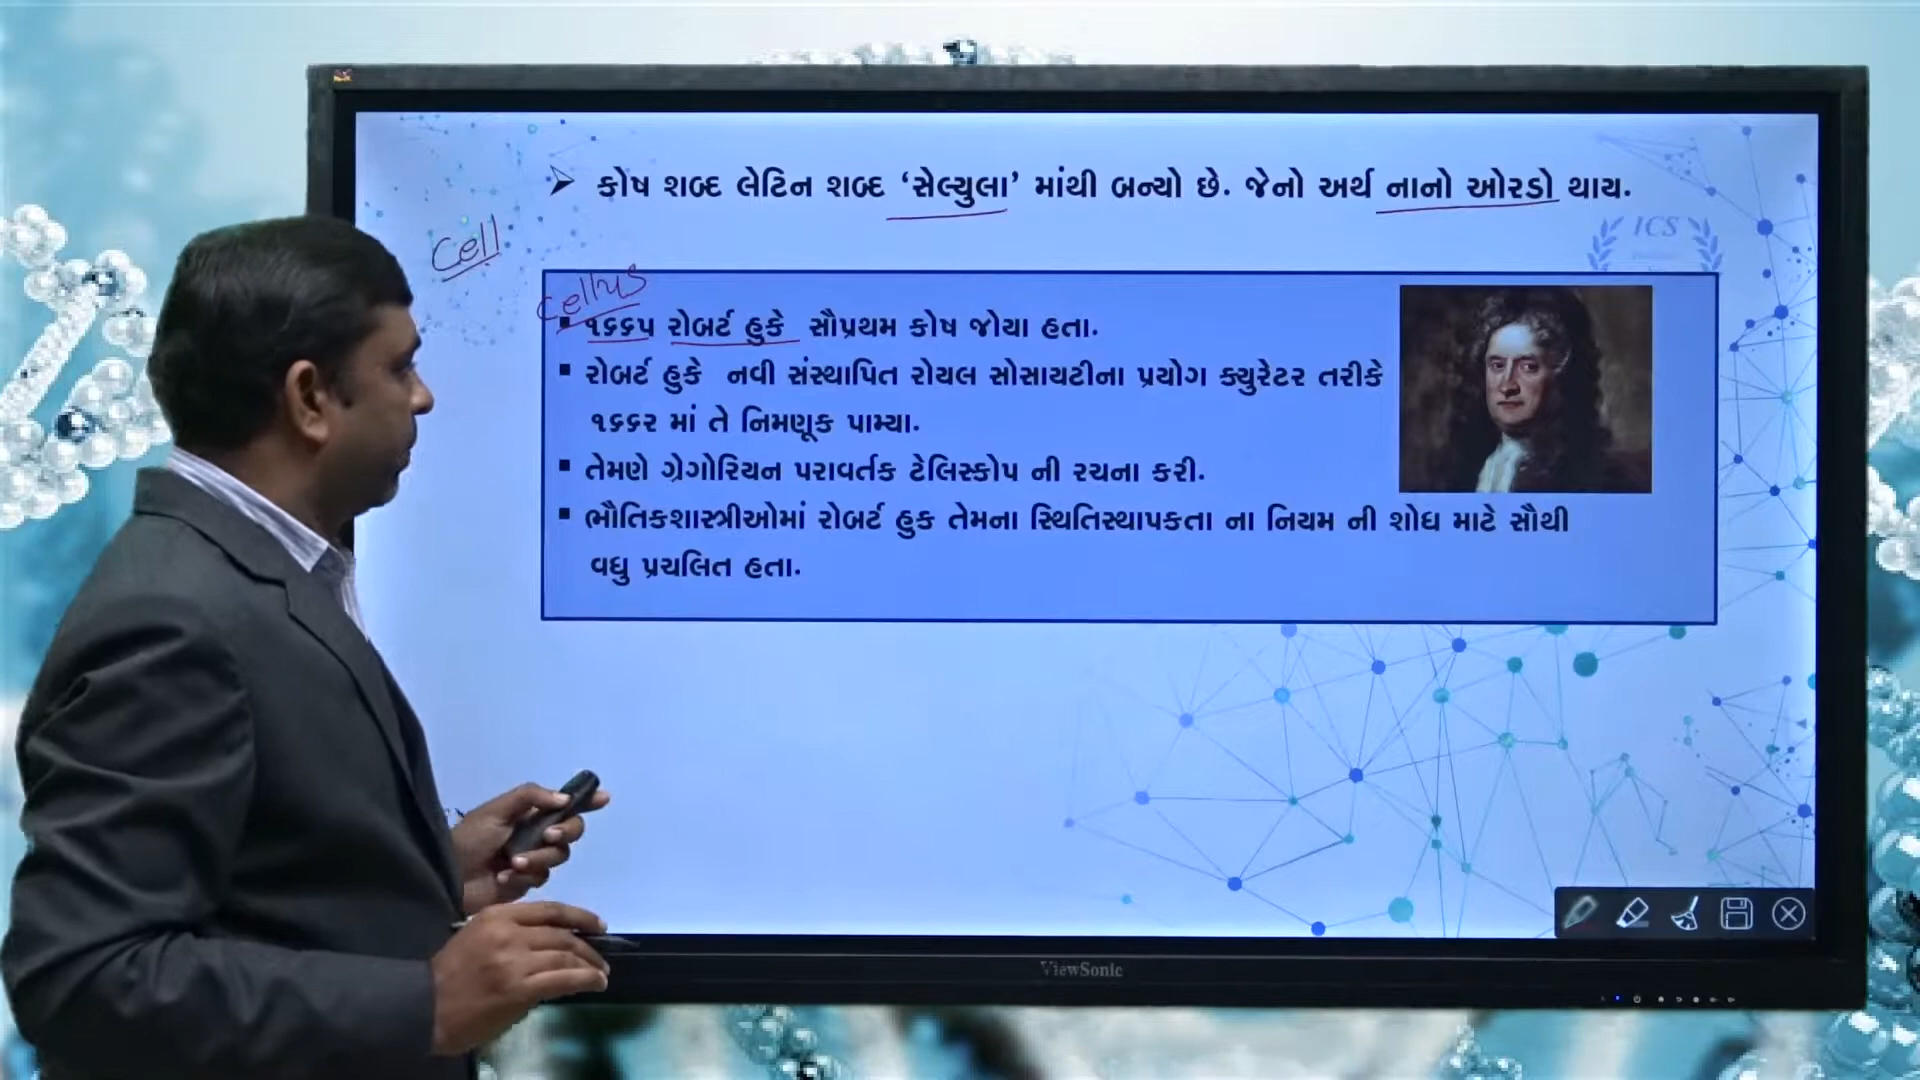 ➢ કોષ શબ્દ લેટિન શબ્દ ‘સેલ્યુલા’ માંથી બન્યો છે. જેનો અર્થ નાનો ઓરડો થાય.
ICS
Cell
Cellus
▪ ૧૬૬૫ રોબર્ટ હુકે સૌપ્રથમ કોષ જોયા હતા.
▪ રોબર્ટ હુકે નવી સંસ્થાપિત રોયલ સોસાયટીના પ્રયોગ ક્યુરેટર તરીકે
૧૬૬૨ માં તે નિમણૂક પામ્યા.
▪ તેમણે ગ્રેગોરિયન પરાવર્તક ટેલિસ્કોપ ની રચના કરી.
▪ ભૌતિકશાસ્ત્રીઓમાં રોબર્ટ હુક તેમના સ્થિતિસ્થાપકતા ના નિયમ ની શોધ માટે સૌથી
વધુ પ્રચલિત હતા.
ViewSonic